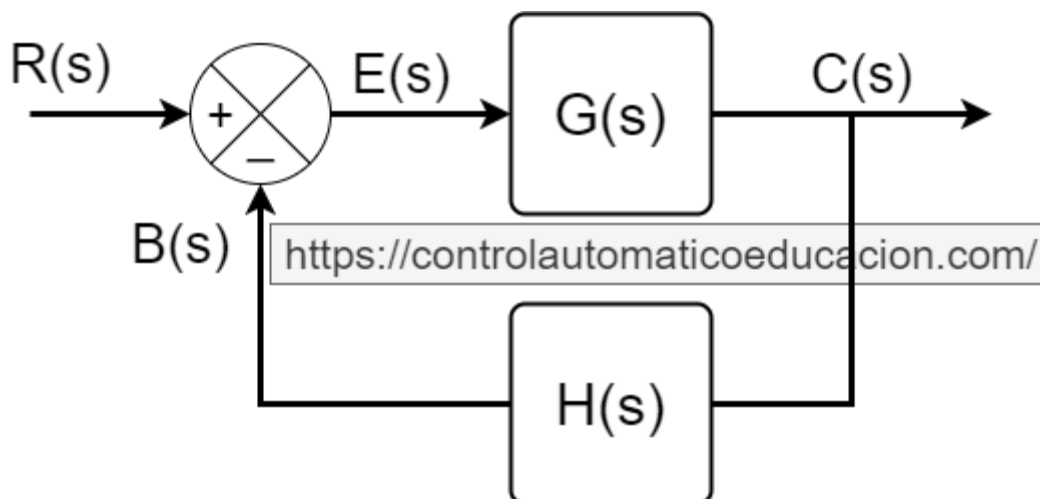 R(s)
E(s)
C(s)
G(s)
+
−
B(s)
https://controlautomaticoeducacion.com/
H(s)